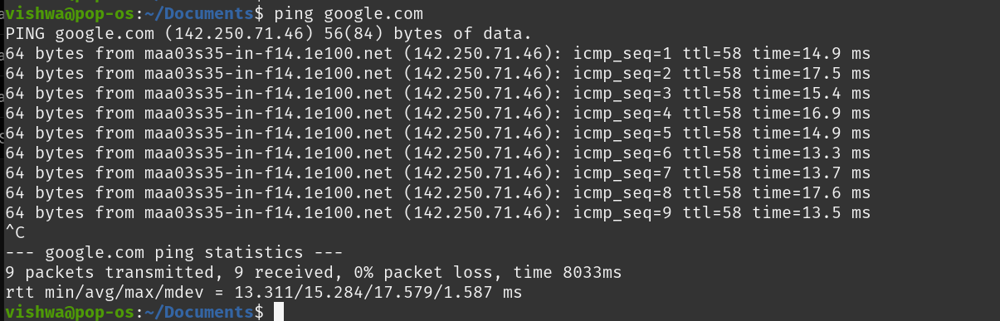 vishwa@pop-os:~/Documents$ ping google.com
PING google.com (142.250.71.46) 56(84) bytes of data.
64 bytes from maa03s35-in-f14.1e100.net (142.250.71.46): icmp_seq=1 ttl=58 time=14.9 ms
64 bytes from maa03s35-in-f14.1e100.net (142.250.71.46): icmp_seq=2 ttl=58 time=17.5 ms
64 bytes from maa03s35-in-f14.1e100.net (142.250.71.46): icmp_seq=3 ttl=58 time=15.4 ms
64 bytes from maa03s35-in-f14.1e100.net (142.250.71.46): icmp_seq=4 ttl=58 time=16.9 ms
64 bytes from maa03s35-in-f14.1e100.net (142.250.71.46): icmp_seq=5 ttl=58 time=14.9 ms
64 bytes from maa03s35-in-f14.1e100.net (142.250.71.46): icmp_seq=6 ttl=58 time=13.3 ms
64 bytes from maa03s35-in-f14.1e100.net (142.250.71.46): icmp_seq=7 ttl=58 time=13.7 ms
64 bytes from maa03s35-in-f14.1e100.net (142.250.71.46): icmp_seq=8 ttl=58 time=17.6 ms
64 bytes from maa03s35-in-f14.1e100.net (142.250.71.46): icmp_seq=9 ttl=58 time=13.5 ms
^C
--- google.com ping statistics ---
9 packets transmitted, 9 received, 0% packet loss, time 8033ms
rtt min/avg/max/mdev = 13.311/15.284/17.579/1.587 ms
vishwa@pop-os:~/Documents$